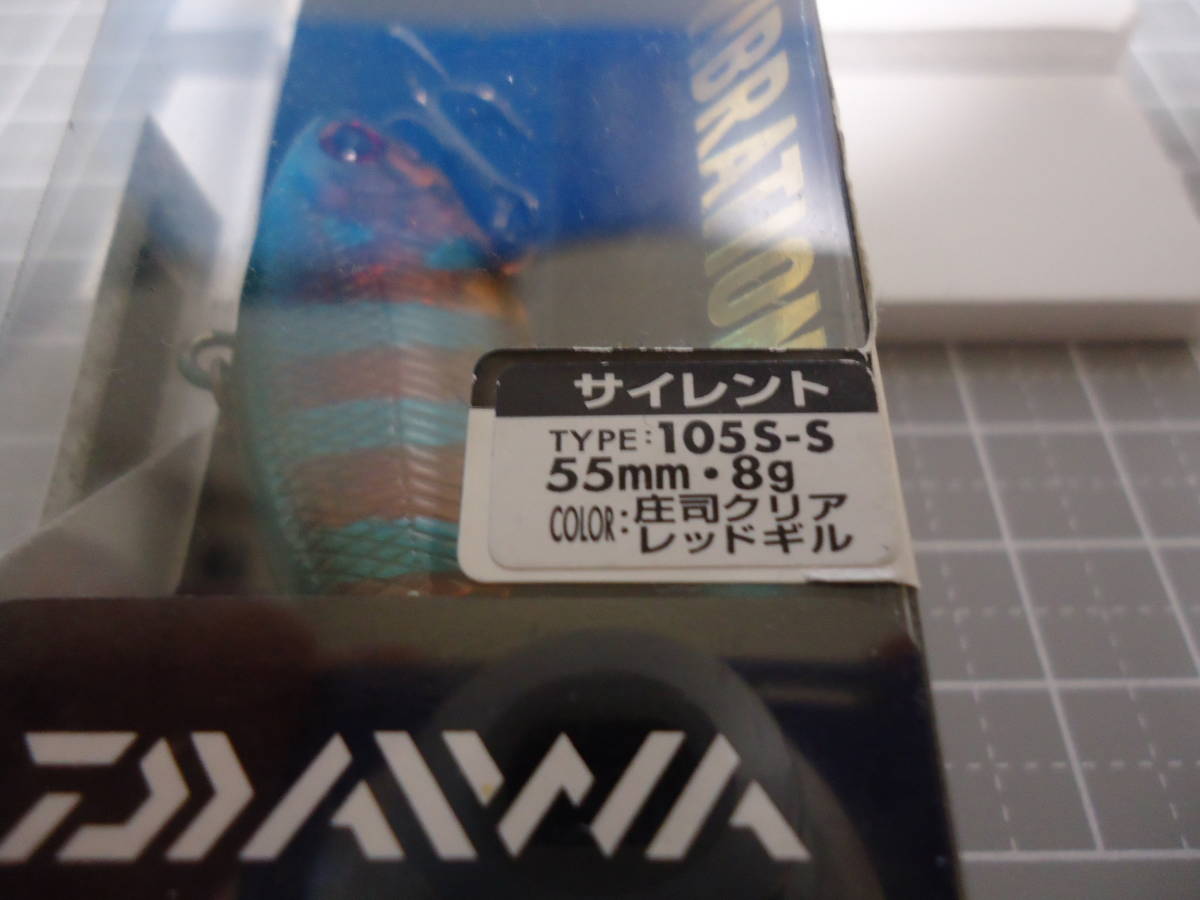 VIBRATION
サイレント
TYPE:105S-S
55mm・8g
COLOR:庄司クリア
レッドギル
DAIWA